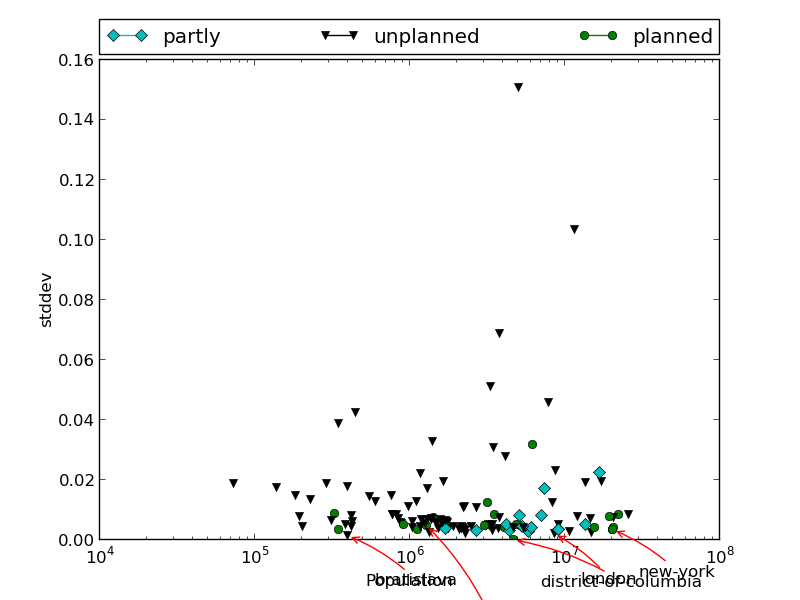 partly unplanned planned
0.16
0.14
0.12
0.10
0.08
0.06
0.04
0.02
0.00
stddev
10^4 10^5 10^6 10^7 10^8
Population
bratislava
district-of-columbia
london
new-york